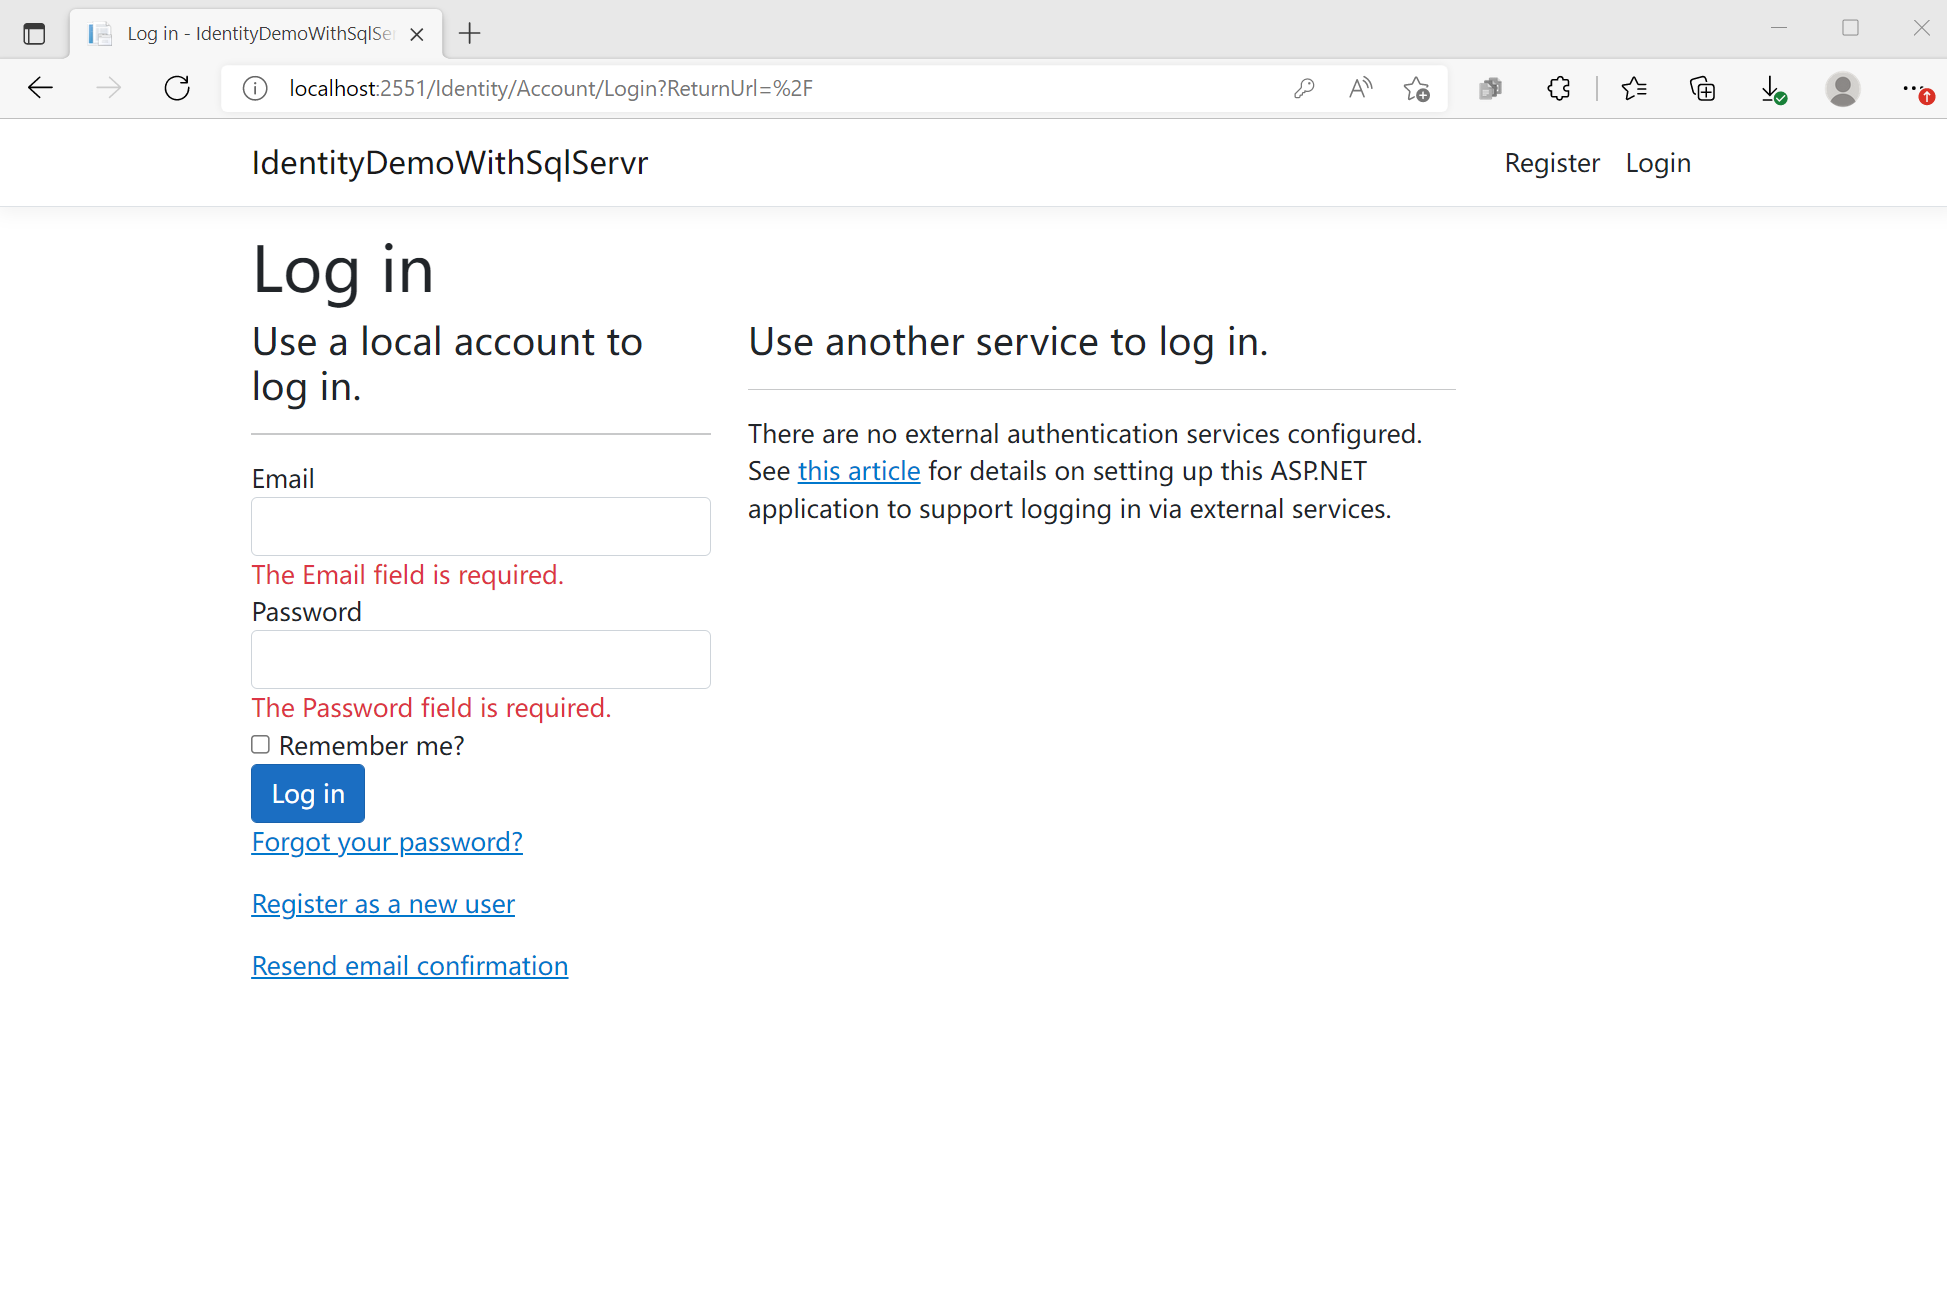 Log in - IdentityDemoWithSqlSer
localhost:2551/Identity/Account/Login?ReturnUrl=%2F
IdentityDemoWithSqlServr
Register Login
Log in
Use a local account to
log in.
Email
The Email field is required.
Password
The Password field is required.
Remember me?
Log in
Forgot your password?
Register as a new user
Resend email confirmation
Use another service to log in.
There are no external authentication services configured.
See this article for details on setting up this ASP.NET
application to support logging in via external services.